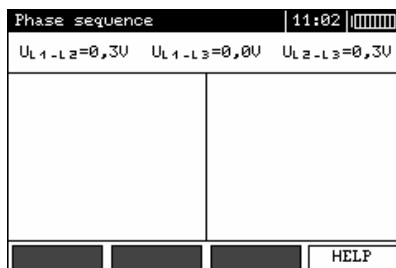 Phase sequence 11:02
UL1-L2=0,3V UL1-L3=0,0V UL2-L3=0,3V
HELP